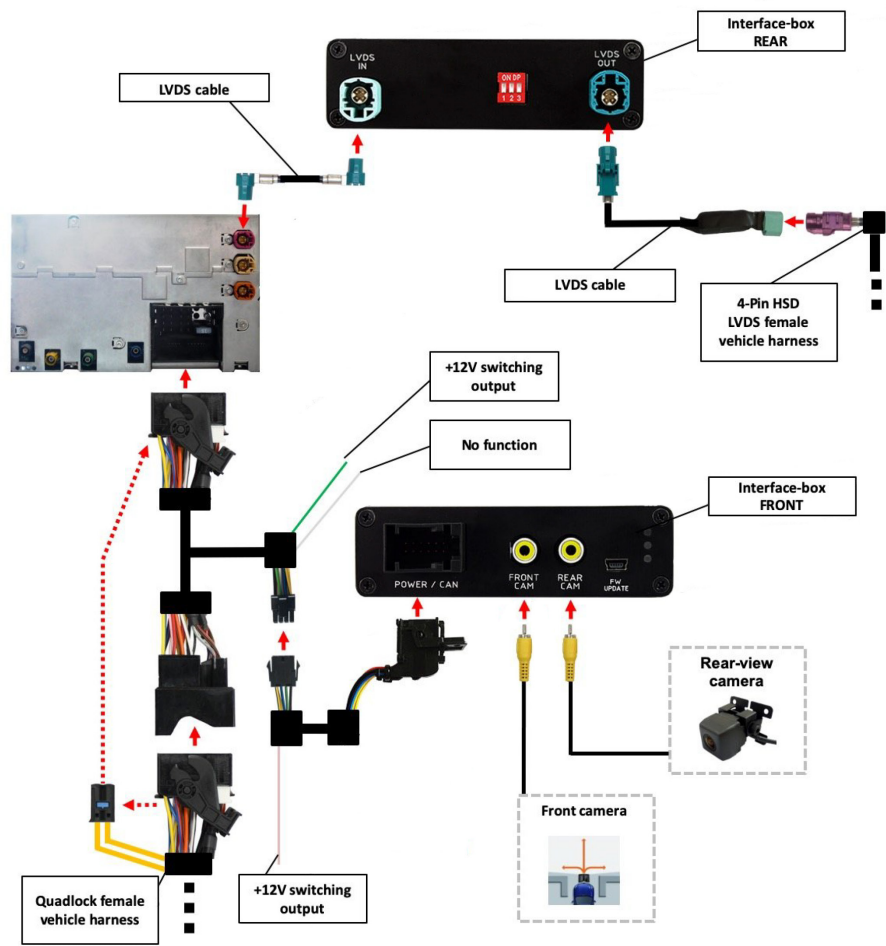 Interface-box
REAR
LVDS
IN
ON DP
1 2 3
LVDS
OUT
LVDS cable
LVDS cable
4-Pin HSD
LVDS female
vehicle harness
+12V switching
output
No function
Interface-box
FRONT
POWER / CAN
FRONT
CAM
REAR
CAM
FW
UPDATE
Rear-view
camera
Front camera
Quadlock female
vehicle harness
+12V switching
output